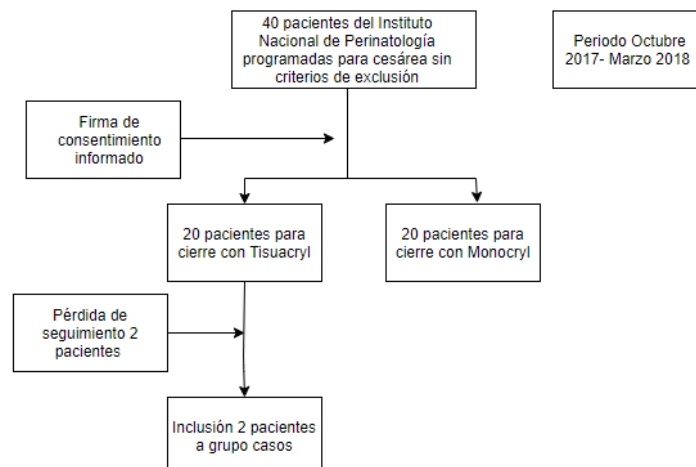 40 pacientes del Instituto
Nacional de Perinatología
programadas para cesárea sin
criterios de exclusión
Periodo Octubre
2017- Marzo 2018
Firma de
consentimiento
informado
20 pacientes para
cierre con Tisuacryl
20 pacientes para
cierre con Monocryl
Pérdida de
seguimiento 2
pacientes
Inclusión 2 pacientes
a grupo casos